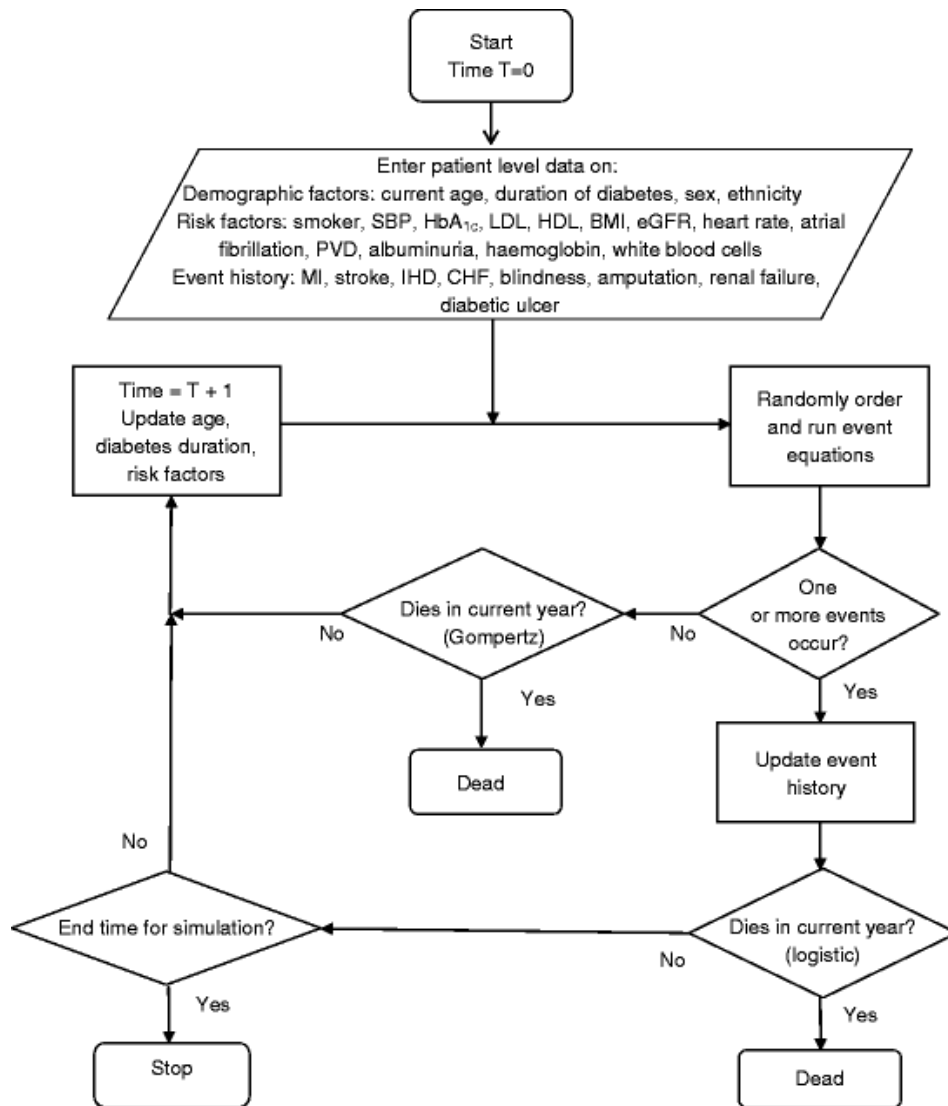 Start
Time T=0
Enter patient level data on:
Demographic factors: current age, duration of diabetes, sex, ethnicity
Risk factors: smoker, SBP, HbA1c, LDL, HDL, BMI, eGFR, heart rate, atrial
fibrillation, PVD, albuminuria, haemoglobin, white blood cells
Event history: MI, stroke, IHD, CHF, blindness, amputation, renal failure,
diabetic ulcer
Time = T + 1
Update age,
diabetes duration,
risk factors
Randomly order
and run event
equations
One
or more events
occur?
No
Yes
Dies in current year?
(Gompertz)
No
Yes
Dead
Update event
history
Dies in current year?
(logistic)
No
Yes
Dead
End time for simulation?
No
Yes
Stop